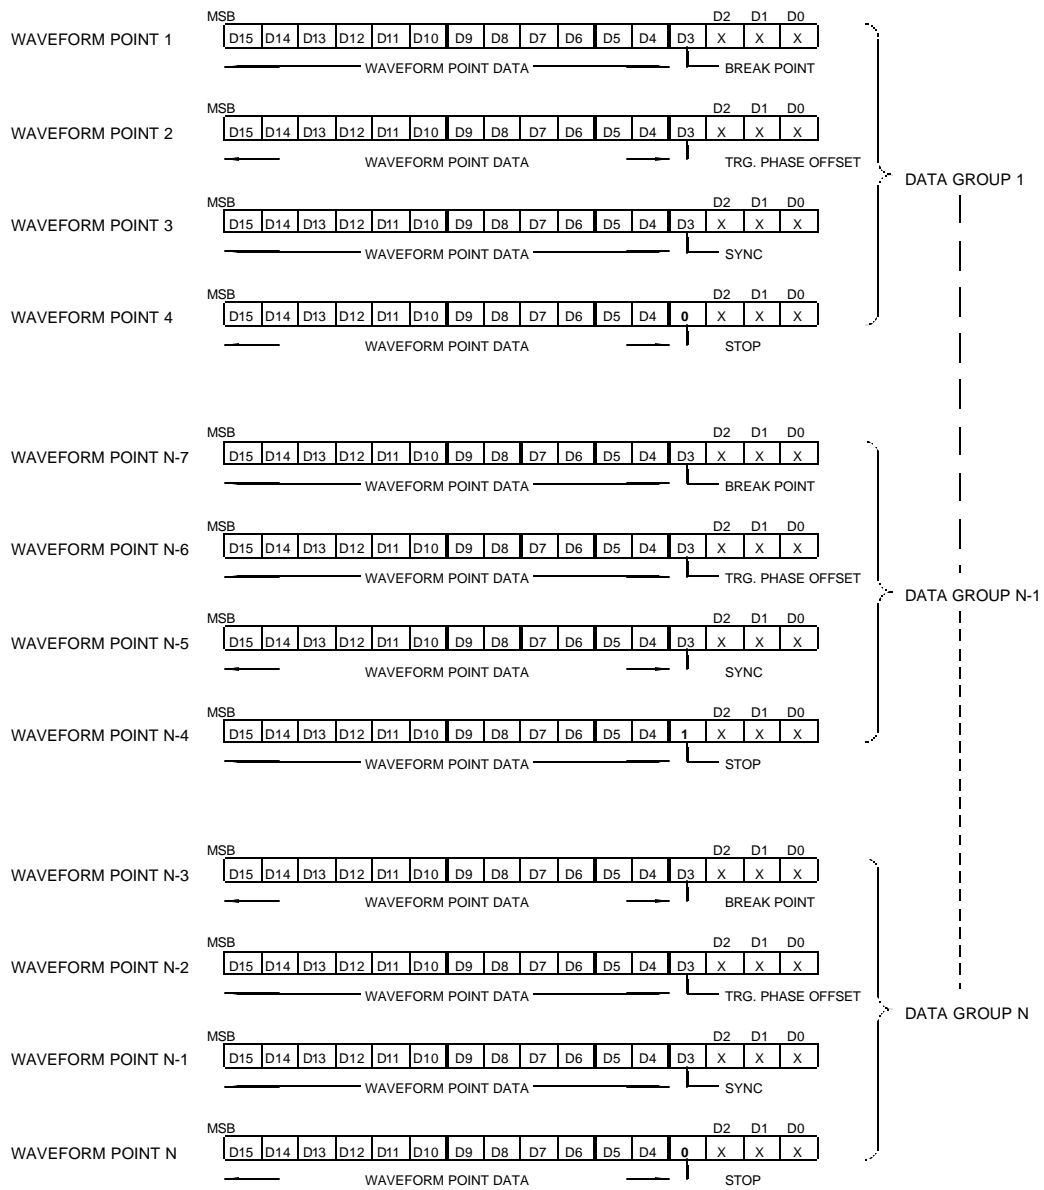 MSB D2 D1 D0
WAVEFORM POINT 1 D15 D14 D13 D12 D11 D10 D9 D8 D7 D6 D5 D4 D3 X X X
WAVEFORM POINT DATA BREAK POINT
MSB D2 D1 D0
WAVEFORM POINT 2 D15 D14 D13 D12 D11 D10 D9 D8 D7 D6 D5 D4 D3 X X X
WAVEFORM POINT DATA TRG. PHASE OFFSET
DATA GROUP 1
MSB D2 D1 D0
WAVEFORM POINT 3 D15 D14 D13 D12 D11 D10 D9 D8 D7 D6 D5 D4 D3 X X X
WAVEFORM POINT DATA SYNC
MSB D2 D1 D0
WAVEFORM POINT 4 D15 D14 D13 D12 D11 D10 D9 D8 D7 D6 D5 D4 0 X X X
WAVEFORM POINT DATA STOP
MSB D2 D1 D0
WAVEFORM POINT N-7 D15 D14 D13 D12 D11 D10 D9 D8 D7 D6 D5 D4 D3 X X X
WAVEFORM POINT DATA BREAK POINT
MSB D2 D1 D0
WAVEFORM POINT N-6 D15 D14 D13 D12 D11 D10 D9 D8 D7 D6 D5 D4 D3 X X X
WAVEFORM POINT DATA TRG. PHASE OFFSET
DATA GROUP N-1
MSB D2 D1 D0
WAVEFORM POINT N-5 D15 D14 D13 D12 D11 D10 D9 D8 D7 D6 D5 D4 D3 X X X
WAVEFORM POINT DATA SYNC
MSB D2 D1 D0
WAVEFORM POINT N-4 D15 D14 D13 D12 D11 D10 D9 D8 D7 D6 D5 D4 1 X X X
WAVEFORM POINT DATA STOP
MSB D2 D1 D0
WAVEFORM POINT N-3 D15 D14 D13 D12 D11 D10 D9 D8 D7 D6 D5 D4 D3 X X X
WAVEFORM POINT DATA BREAK POINT
MSB D2 D1 D0
WAVEFORM POINT N-2 D15 D14 D13 D12 D11 D10 D9 D8 D7 D6 D5 D4 D3 X X X
WAVEFORM POINT DATA TRG. PHASE OFFSET
DATA GROUP N
MSB D2 D1 D0
WAVEFORM POINT N-1 D15 D14 D13 D12 D11 D10 D9 D8 D7 D6 D5 D4 D3 X X X
WAVEFORM POINT DATA SYNC
MSB D2 D1 D0
WAVEFORM POINT N D15 D14 D13 D12 D11 D10 D9 D8 D7 D6 D5 D4 0 X X X
WAVEFORM POINT DATA STOP